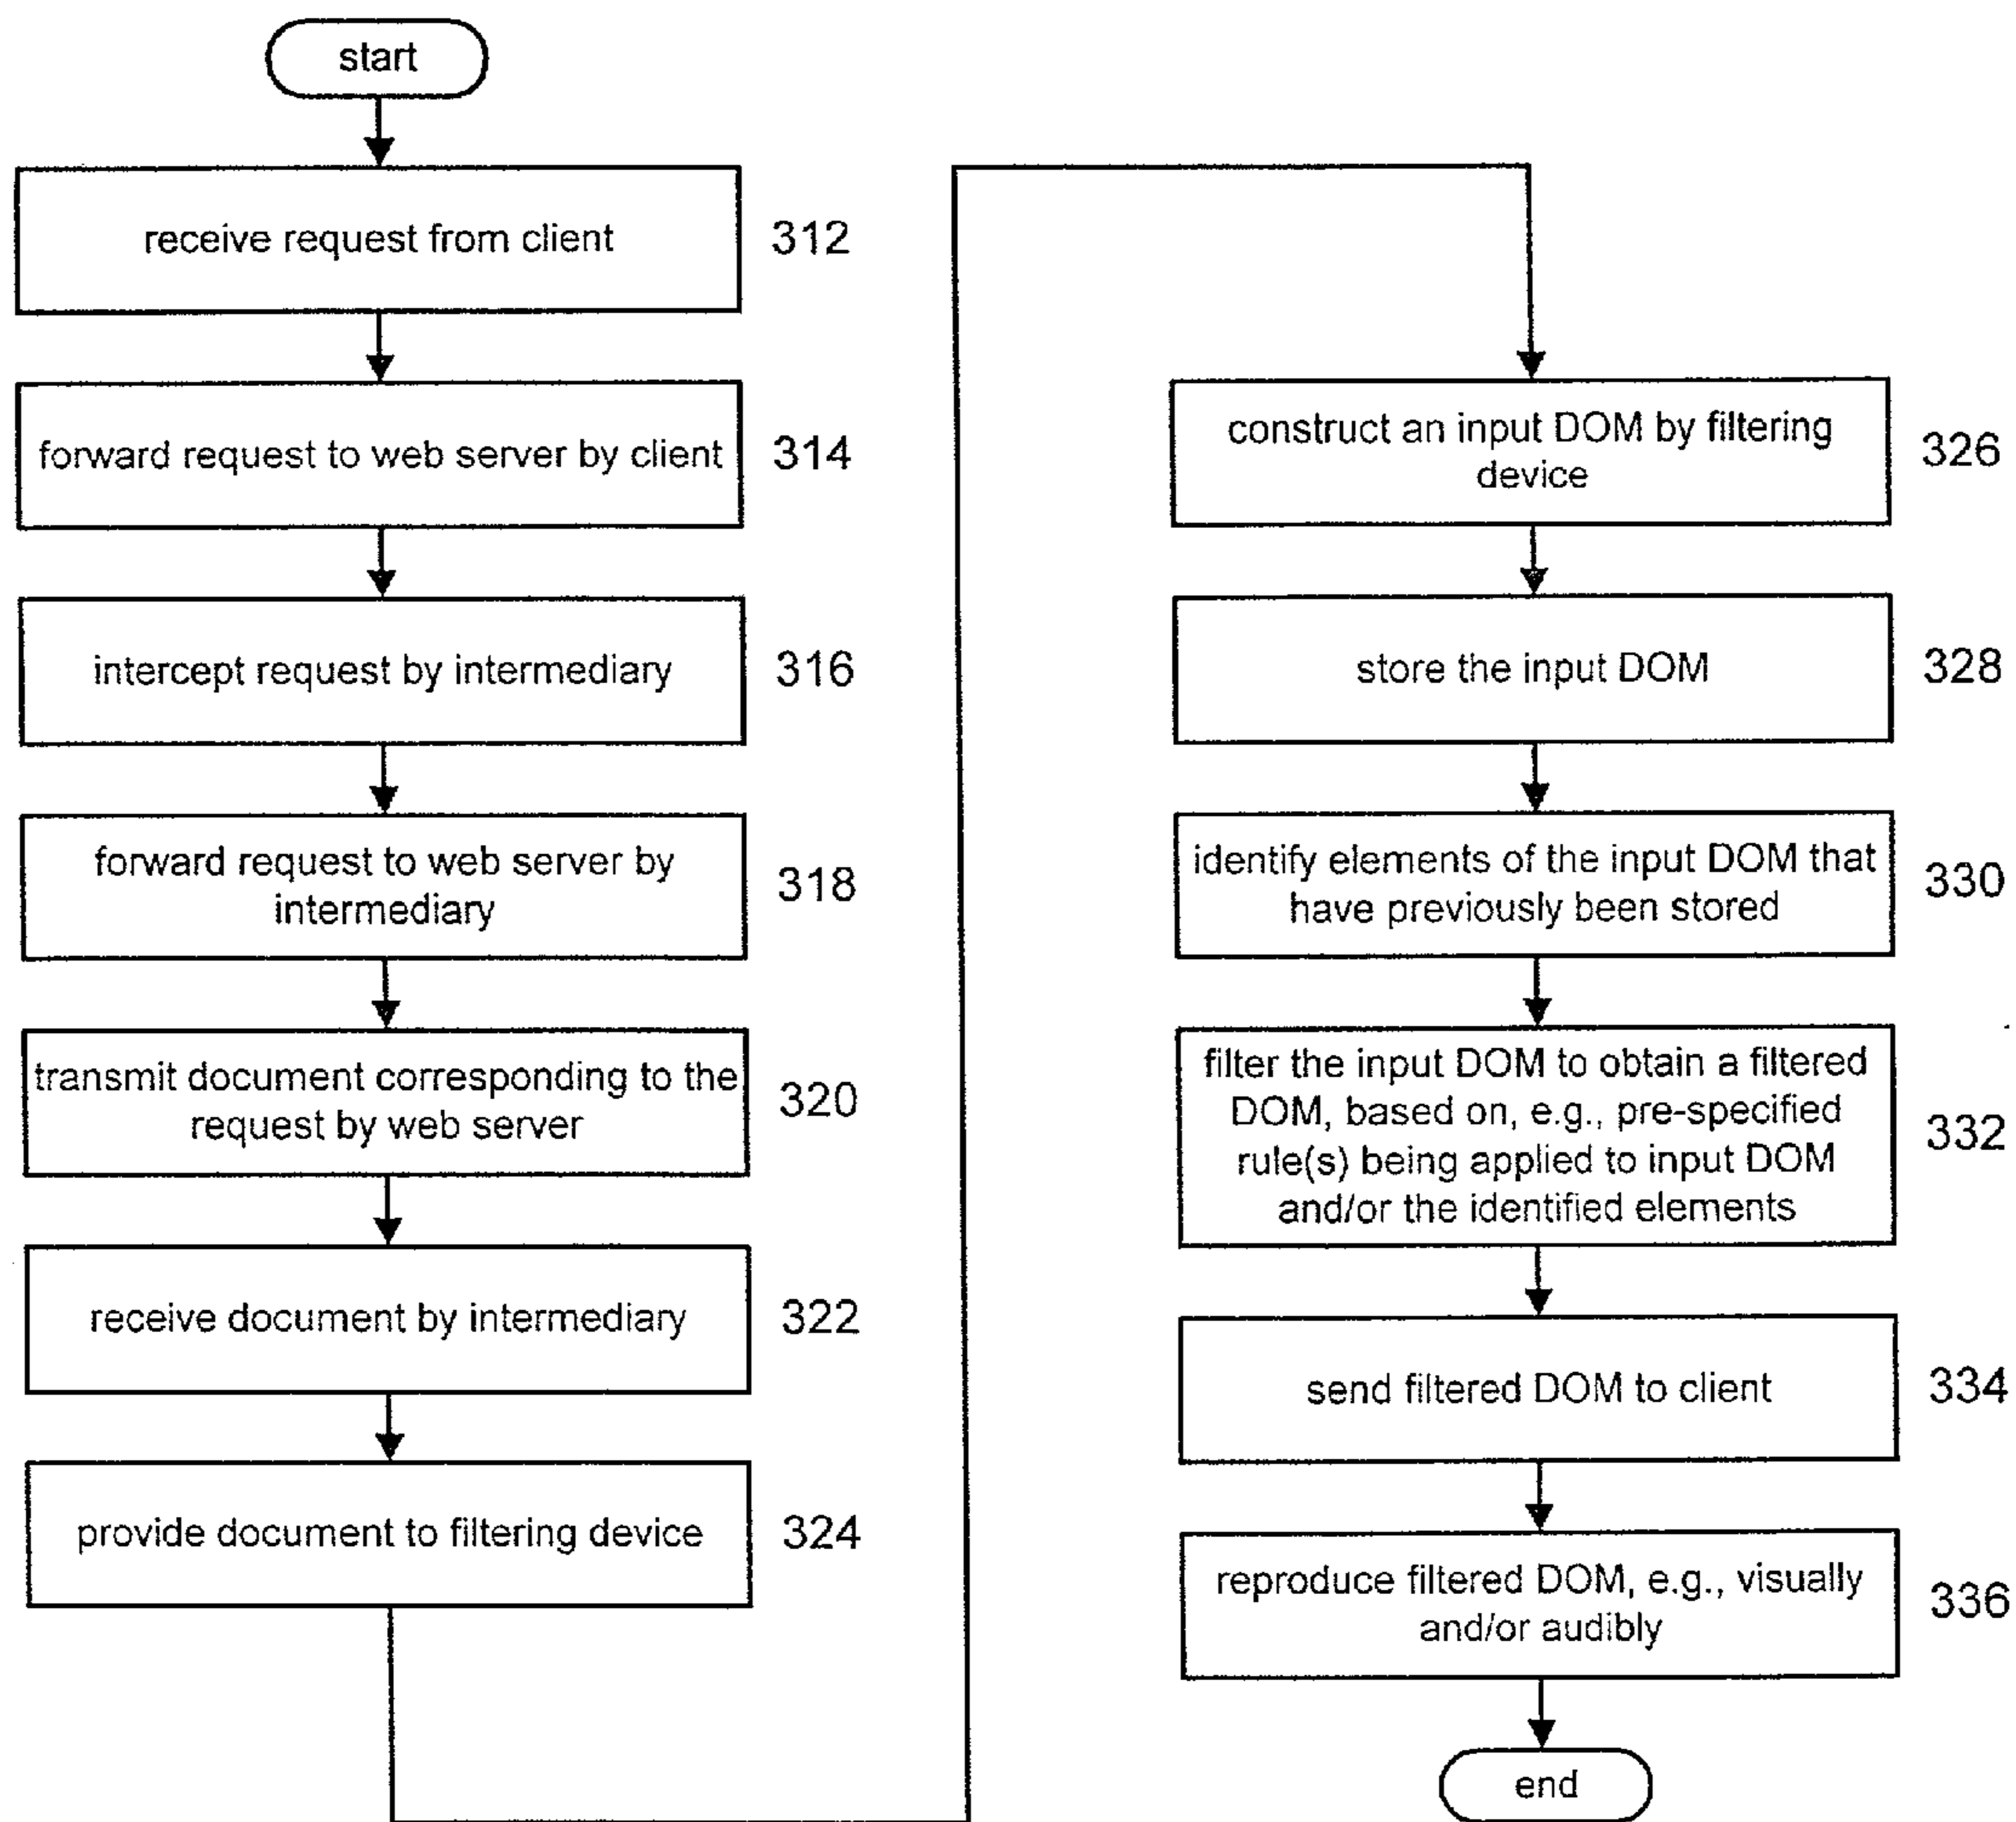 start
receive request from client
312
forward request to web server by client
314
intercept request by intermediary
316
forward request to web server by
intermediary
318
transmit document corresponding to the
request by web server
320
receive document by intermediary
322
provide document to filtering device
324
construct an input DOM by filtering
device
326
store the input DOM
328
identify elements of the input DOM that
have previously been stored
330
filter the input DOM to obtain a filtered
DOM, based on, e.g., pre-specified
rule(s) being applied to input DOM
and/or the identified elements
332
send filtered DOM to client
334
reproduce filtered DOM, e.g., visually
and/or audibly
336
end